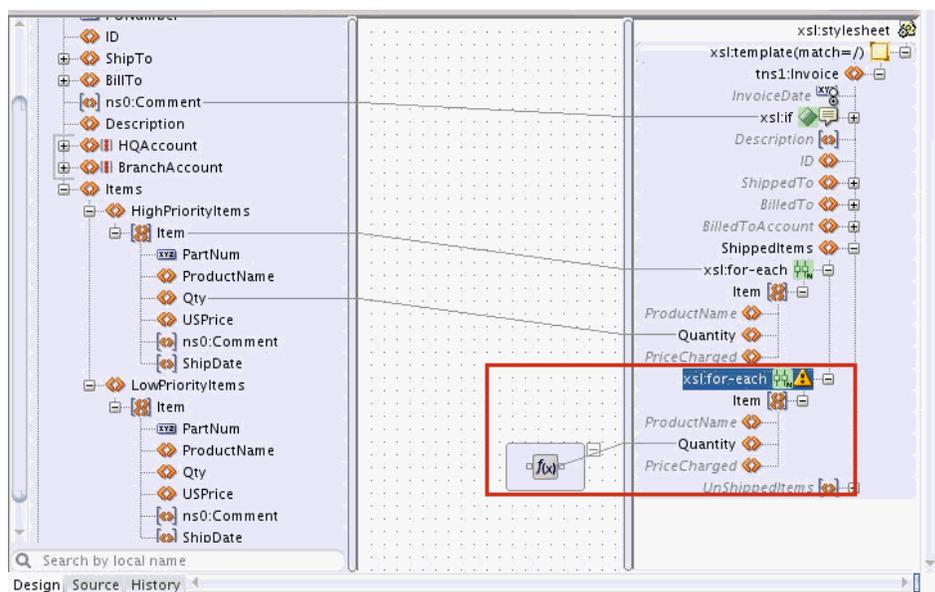 ID
ShipTo
BillTo
ns0:Comment
Description
HQAccount
BranchAccount
Items
HighPriorityItems
Item
PartNum
ProductName
Qty
USPrice
ns0:Comment
ShipDate
LowPriorityItems
Item
PartNum
ProductName
Qty
USPrice
ns0:Comment
ShipDate
Search by local name
Design Source History
f(x)
xsl:stylesheet
xsl:template(match=/)
tns1:Invoice
InvoiceDate
xsl:if
Description
ID
ShippedTo
BilledTo
BilledToAccount
ShippedItems
xsl:for-each
Item
ProductName
Quantity
PriceCharged
xsl:for-each
Item
ProductName
Quantity
PriceCharged
UnShippedItems